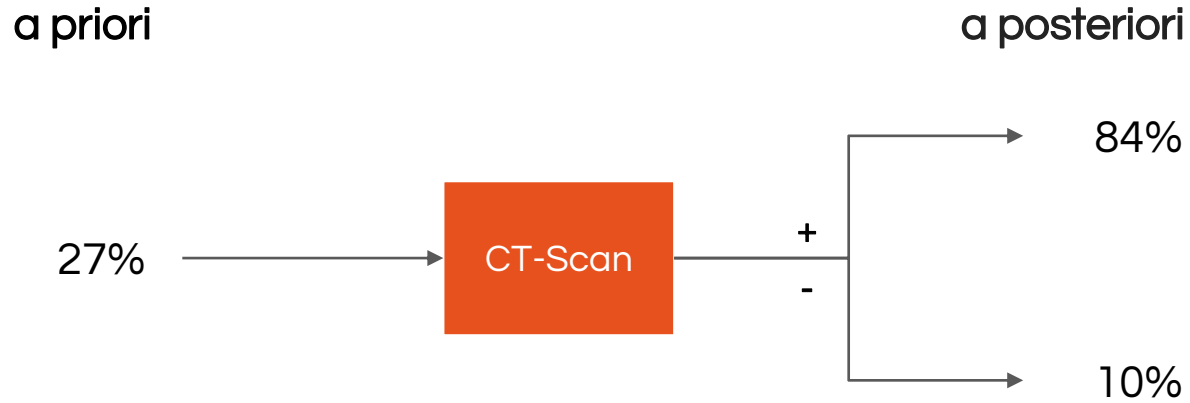 a priori
a posteriori
84%
+
27%
CT-Scan
-
10%